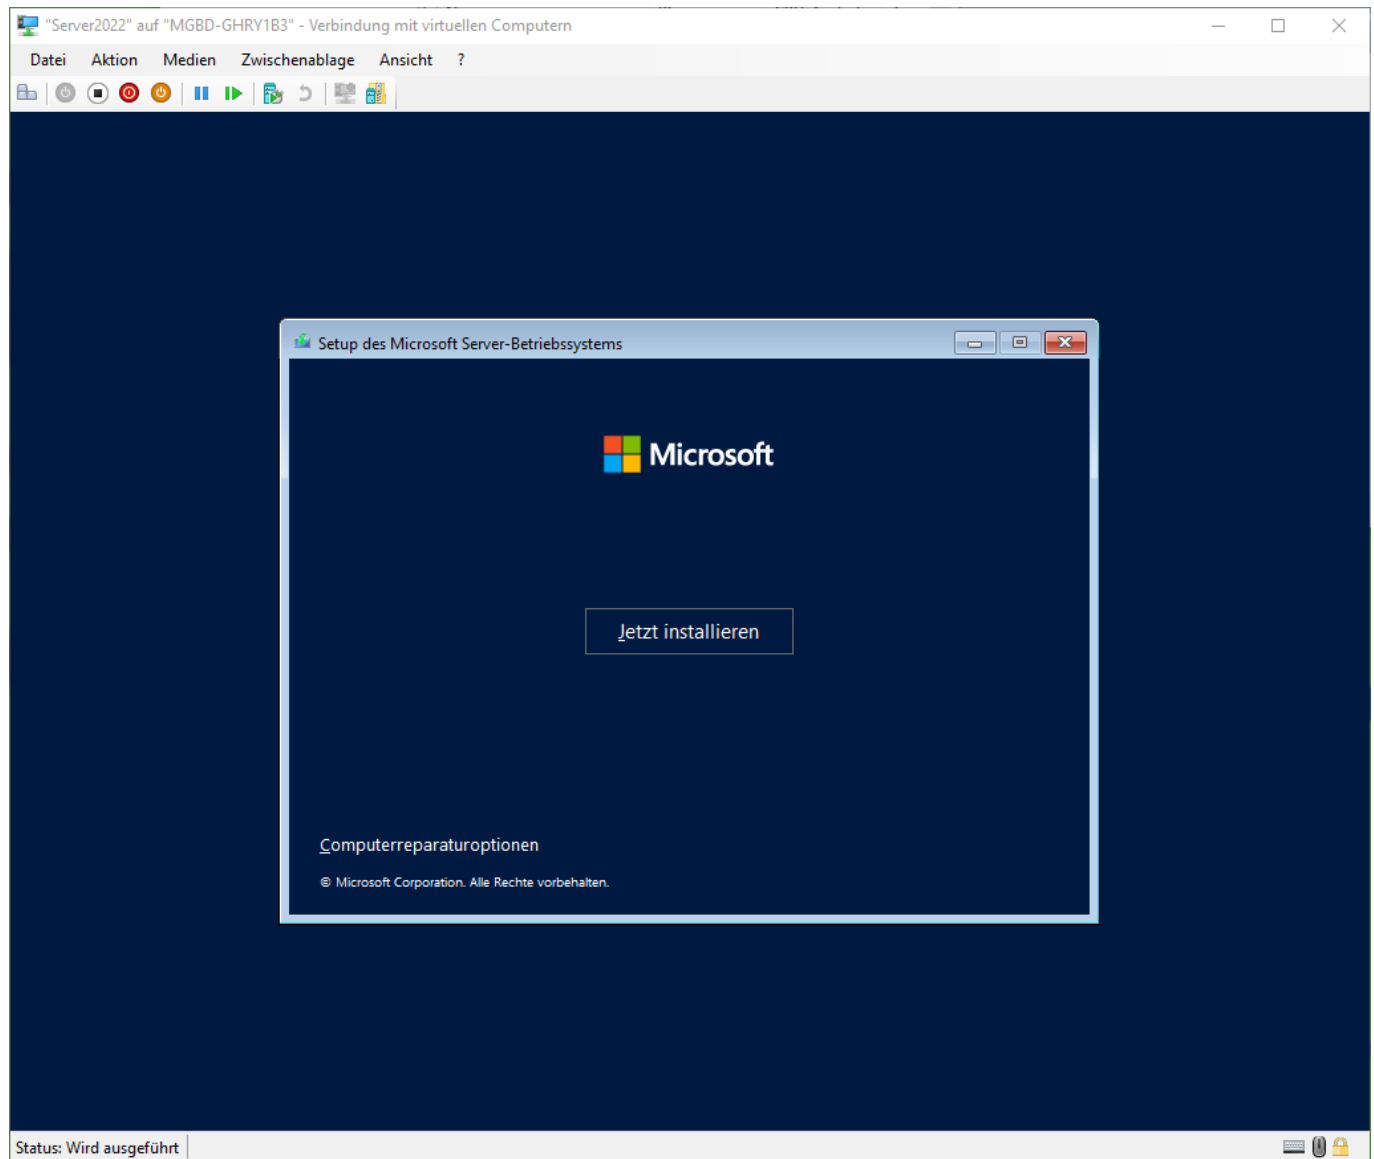 "Server2022" auf "MGBD-GHRY1B3" - Verbindung mit virtuellen Computern
Datei Aktion Medien Zwischenablage Ansicht ?
Setup des Microsoft Server-Betriebssystems
Microsoft
Jetzt installieren
Computerreparaturoptionen
© Microsoft Corporation. Alle Rechte vorbehalten.
Status: Wird ausgeführt